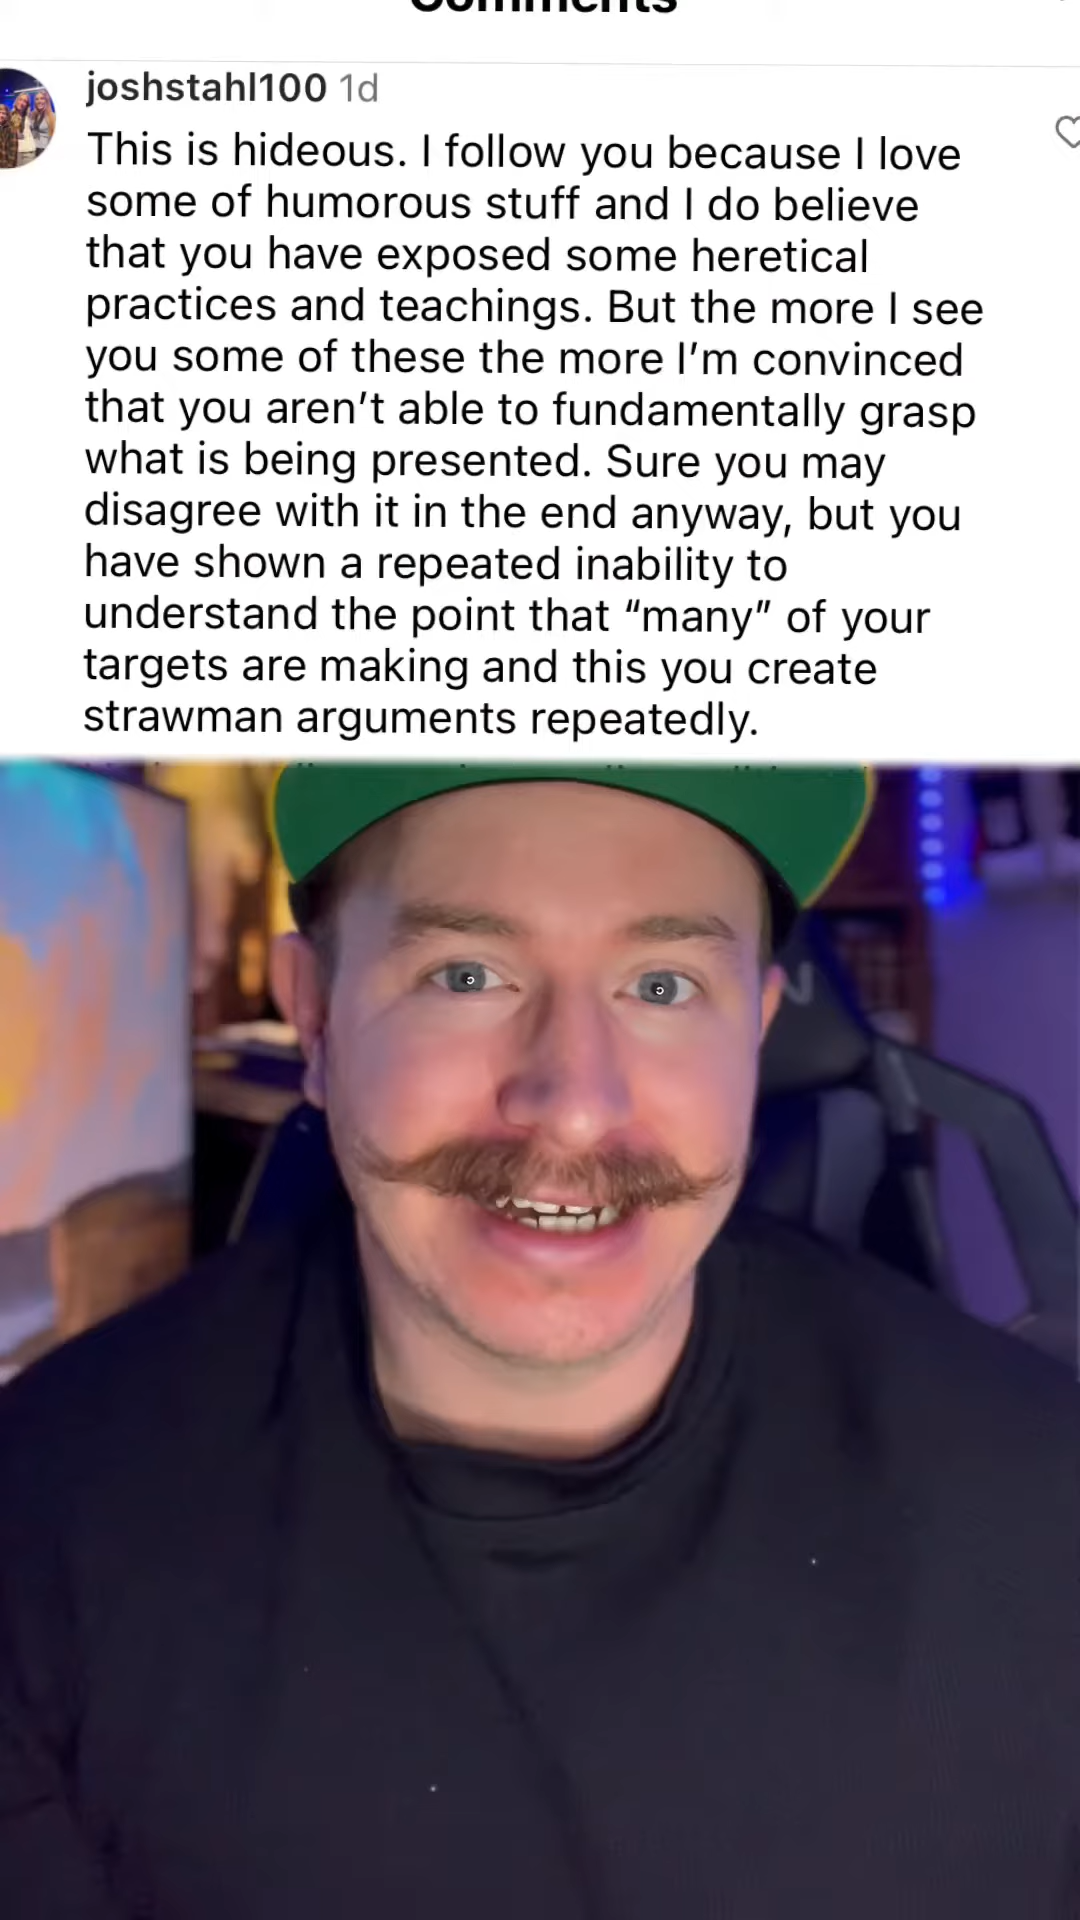 Comments
joshstahl100 1d
This is hideous. I follow you because I love
some of humorous stuff and I do believe
that you have exposed some heretical
practices and teachings. But the more I see
you some of these the more I’m convinced
that you aren’t able to fundamentally grasp
what is being presented. Sure you may
disagree with it in the end anyway, but you
have shown a repeated inability to
understand the point that “many” of your
targets are making and this you create
strawman arguments repeatedly.